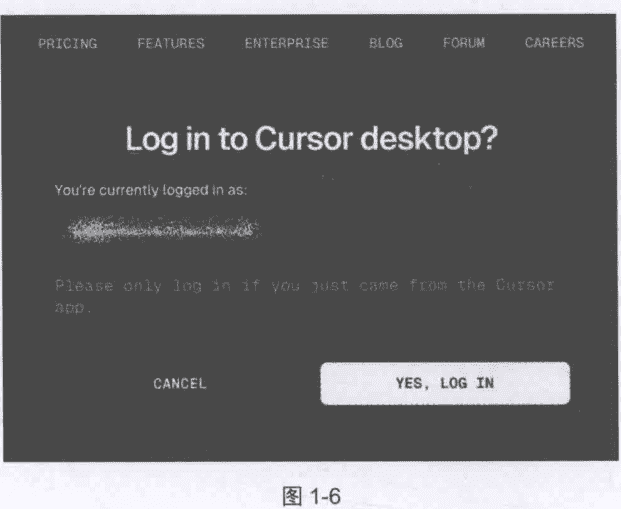 PRICING FEATURES ENTERPRISE BLOG FORUM CAREERS
Log in to Cursor desktop?
You're currently logged in as:
Please only log in if you just came from the Cursor
app.
CANCEL YES, LOG IN
图 1-6